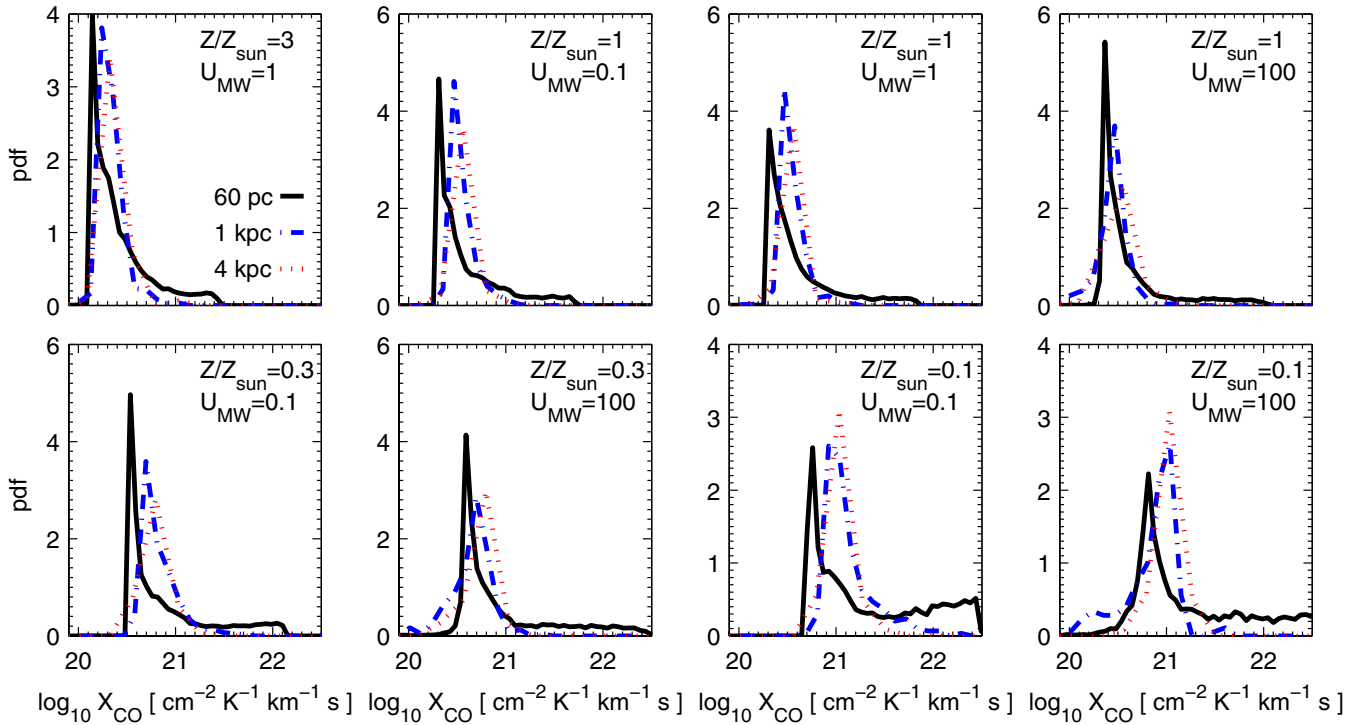 4
3
2
1
0
pdf
Z/Z_sun=3
U_MW=1
60 pc
1 kpc
4 kpc
6
4
2
0
Z/Z_sun=1
U_MW=0.1
6
4
2
0
Z/Z_sun=1
U_MW=1
6
4
2
0
Z/Z_sun=1
U_MW=100
6
4
2
0
pdf
Z/Z_sun=0.3
U_MW=0.1
20 21 22
log_10 X_CO [ cm^-2 K^-1 km^-1 s ]
6
4
2
0
Z/Z_sun=0.3
U_MW=100
20 21 22
log_10 X_CO [ cm^-2 K^-1 km^-1 s ]
4
3
2
1
0
Z/Z_sun=0.1
U_MW=0.1
20 21 22
log_10 X_CO [ cm^-2 K^-1 km^-1 s ]
4
3
2
1
0
Z/Z_sun=0.1
U_MW=100
20 21 22
log_10 X_CO [ cm^-2 K^-1 km^-1 s ]